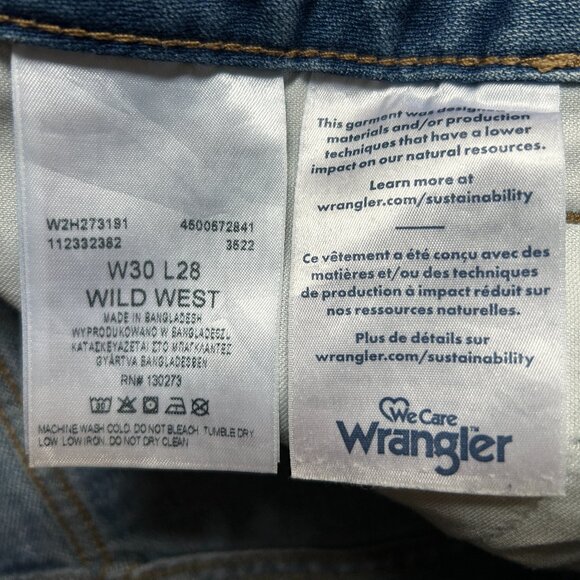 W2H273191 4500572841
112332382 3522
W30 L28
WILD WEST
MADE IN BANGLADESH
WYPRODUKOWANO W BANGLADESZU
ΚΑΤΑΣΚΕΥΑΖΕΤΑΙ ΣΤΟ ΜΠΑΓΚΛΑΝΤΕΣ
GYÁRTVA BANGLADESBEN
RN# 130273
MACHINE WASH COLD. DO NOT BLEACH. TUMBLE DRY
LOW. LOW IRON. DO NOT DRY CLEAN
This garment was designed
materials and/or production
techniques that have a lower
impact on our natural resources.
Learn more at
wrangler.com/sustainability
Ce vêtement a été conçu avec des
matières et/ou des techniques
de production à impact réduit sur
nos ressources naturelles.
Plus de détails sur
wrangler.com/sustainability
We Care
Wrangler™